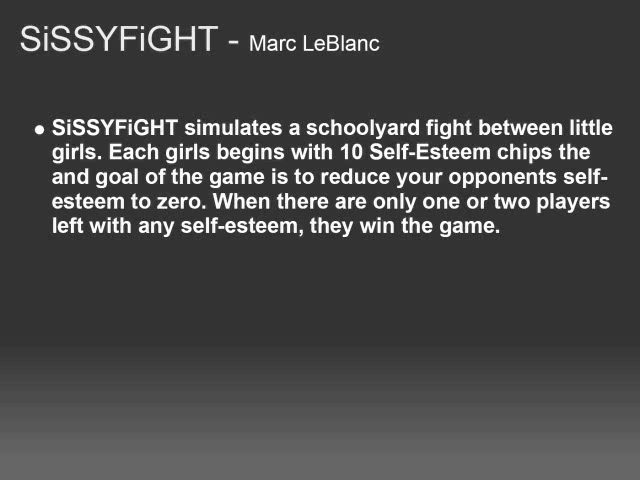 SiSSYFiGHT - Marc LeBlanc
● SiSSYFiGHT simulates a schoolyard fight between little
girls. Each girls begins with 10 Self-Esteem chips the
and goal of the game is to reduce your opponents self-
esteem to zero. When there are only one or two players
left with any self-esteem, they win the game.